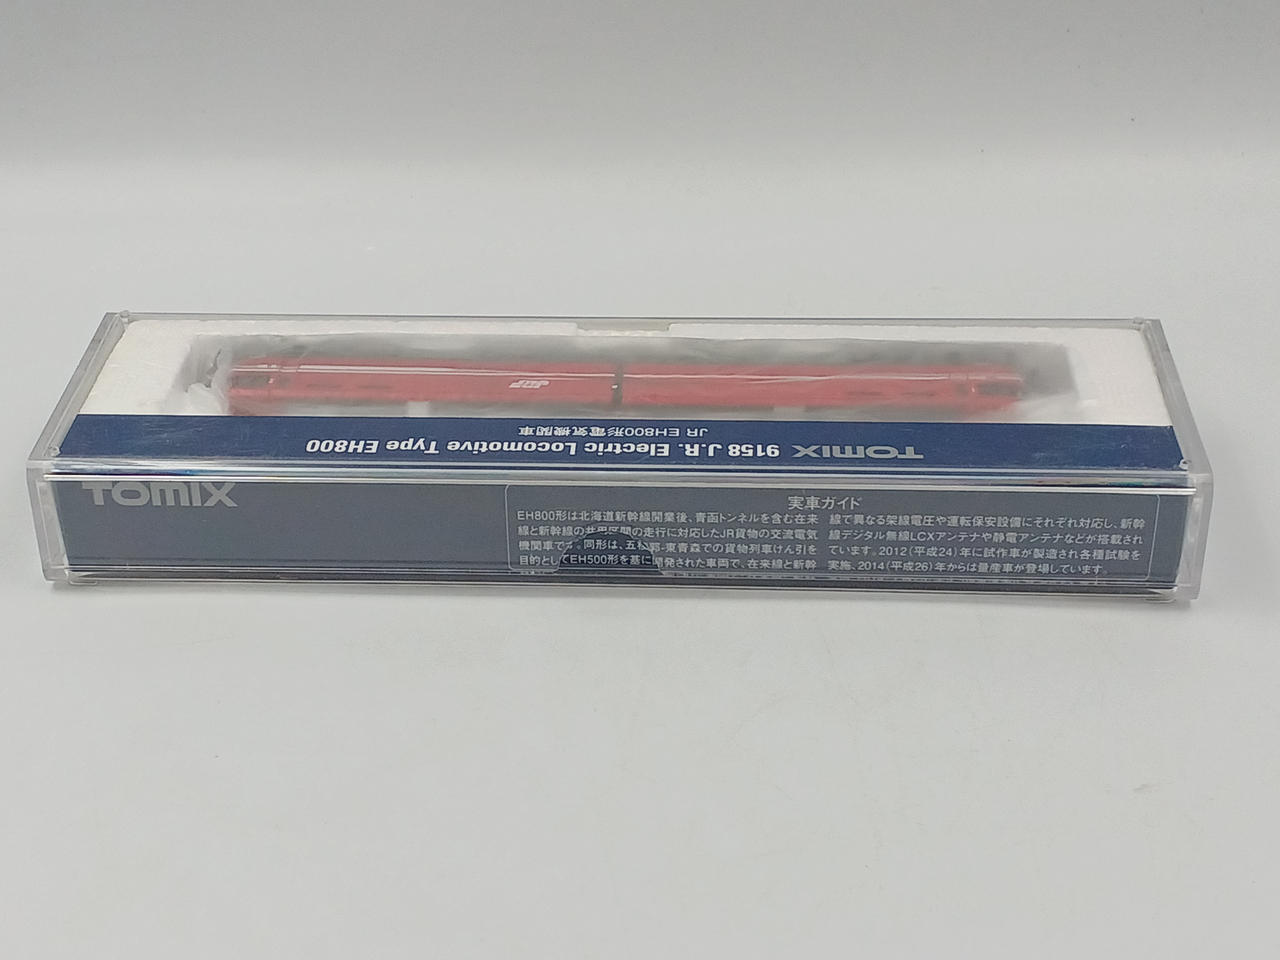 JRF
TOMIX 9158 J.R. Electric Locomotive Type EH800
JR EH800形電気機関車
TOMIX
実車ガイド
EH800形は北海道新幹線開業後、青函トンネルを含む在来
線と新幹線の共用区間の走行に対応したJR貨物の交流電気
機関車です。同形は、五稜郭-東青森での貨物列車けん引を
目的としてEH500形を基に開発された車両で、在来線と新幹
線で異なる架線電圧や運転保安設備にそれぞれ対応し、新幹
線デジタル無線LCXアンテナや静電アンテナなどが搭載され
ています。2012(平成24)年に試作車が製造され各種試験を
実施、2014(平成26)年からは量産車が登場しています。